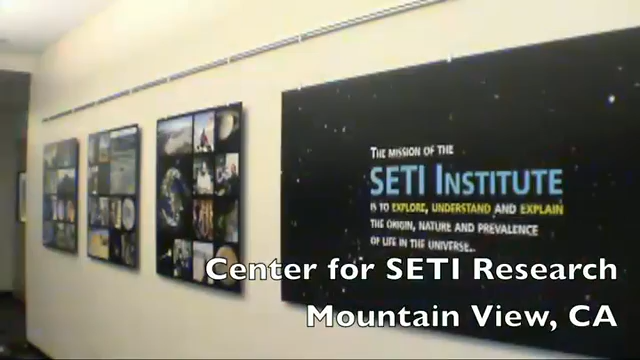 THE MISSION OF THE
SETI INSTITUTE
IS TO EXPLORE, UNDERSTAND AND EXPLAIN
THE ORIGIN, NATURE AND PREVALENCE
OF LIFE IN THE UNIVERSE..
Center for SETI Research
Mountain View, CA